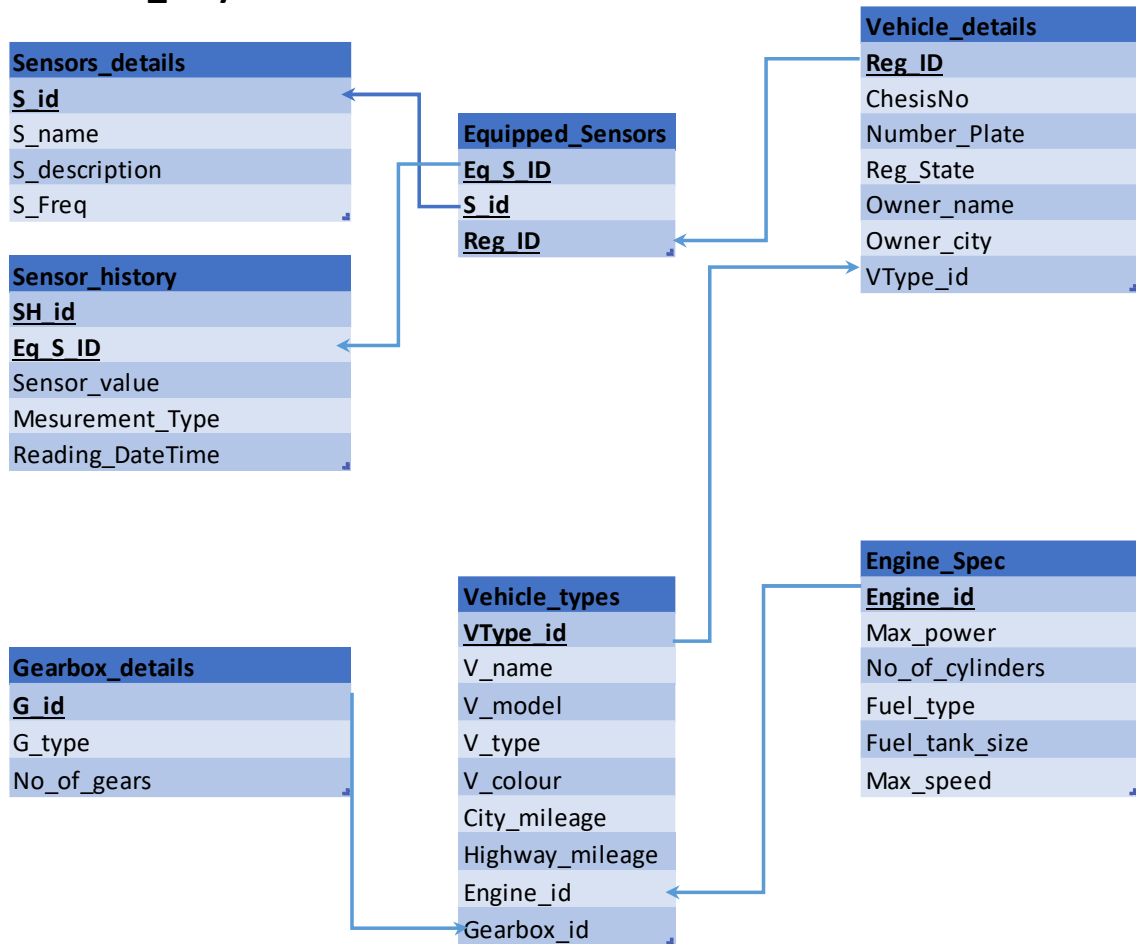 Sensors_details
S_id
S_name
S_description
S_Freq
Sensor_history
SH_id
Eq_S_ID
Sensor_value
Mesurement_Type
Reading_DateTime
Equipped_Sensors
Eq_S_ID
S_id
Reg_ID
Vehicle_details
Reg_ID
ChesisNo
Number_Plate
Reg_State
Owner_name
Owner_city
VType_id
Gearbox_details
G_id
G_type
No_of_gears
Vehicle_types
VType_id
V_name
V_model
V_type
V_colour
City_mileage
Highway_mileage
Engine_id
Gearbox_id
Engine_Spec
Engine_id
Max_power
No_of_cylinders
Fuel_type
Fuel_tank_size
Max_speed